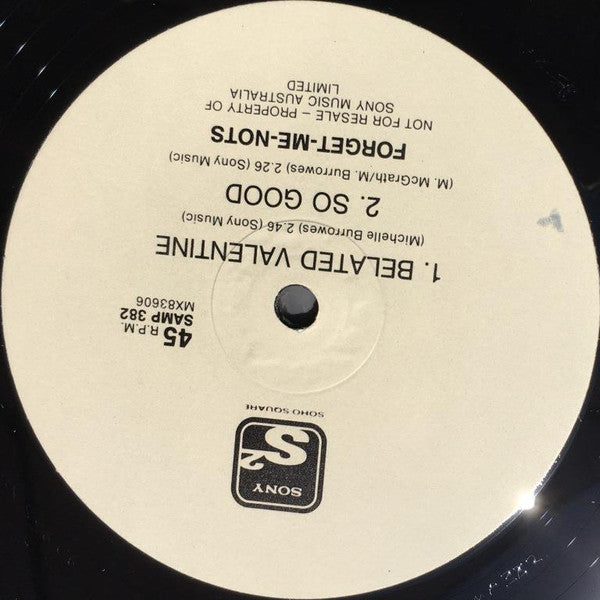 SONY
S2
SOHO SQUARE
45 R.P.M.
SAMP 382
MX83606
1. BELATED VALENTINE
(Michelle Burrowes) 2.46 (Sony Music)
2. SO GOOD
(M. McGrath/M. Burrowes) 2.26 (Sony Music)
FORGET-ME-NOTS
NOT FOR RESALE – PROPERTY OF
SONY MUSIC AUSTRALIA
LIMITED